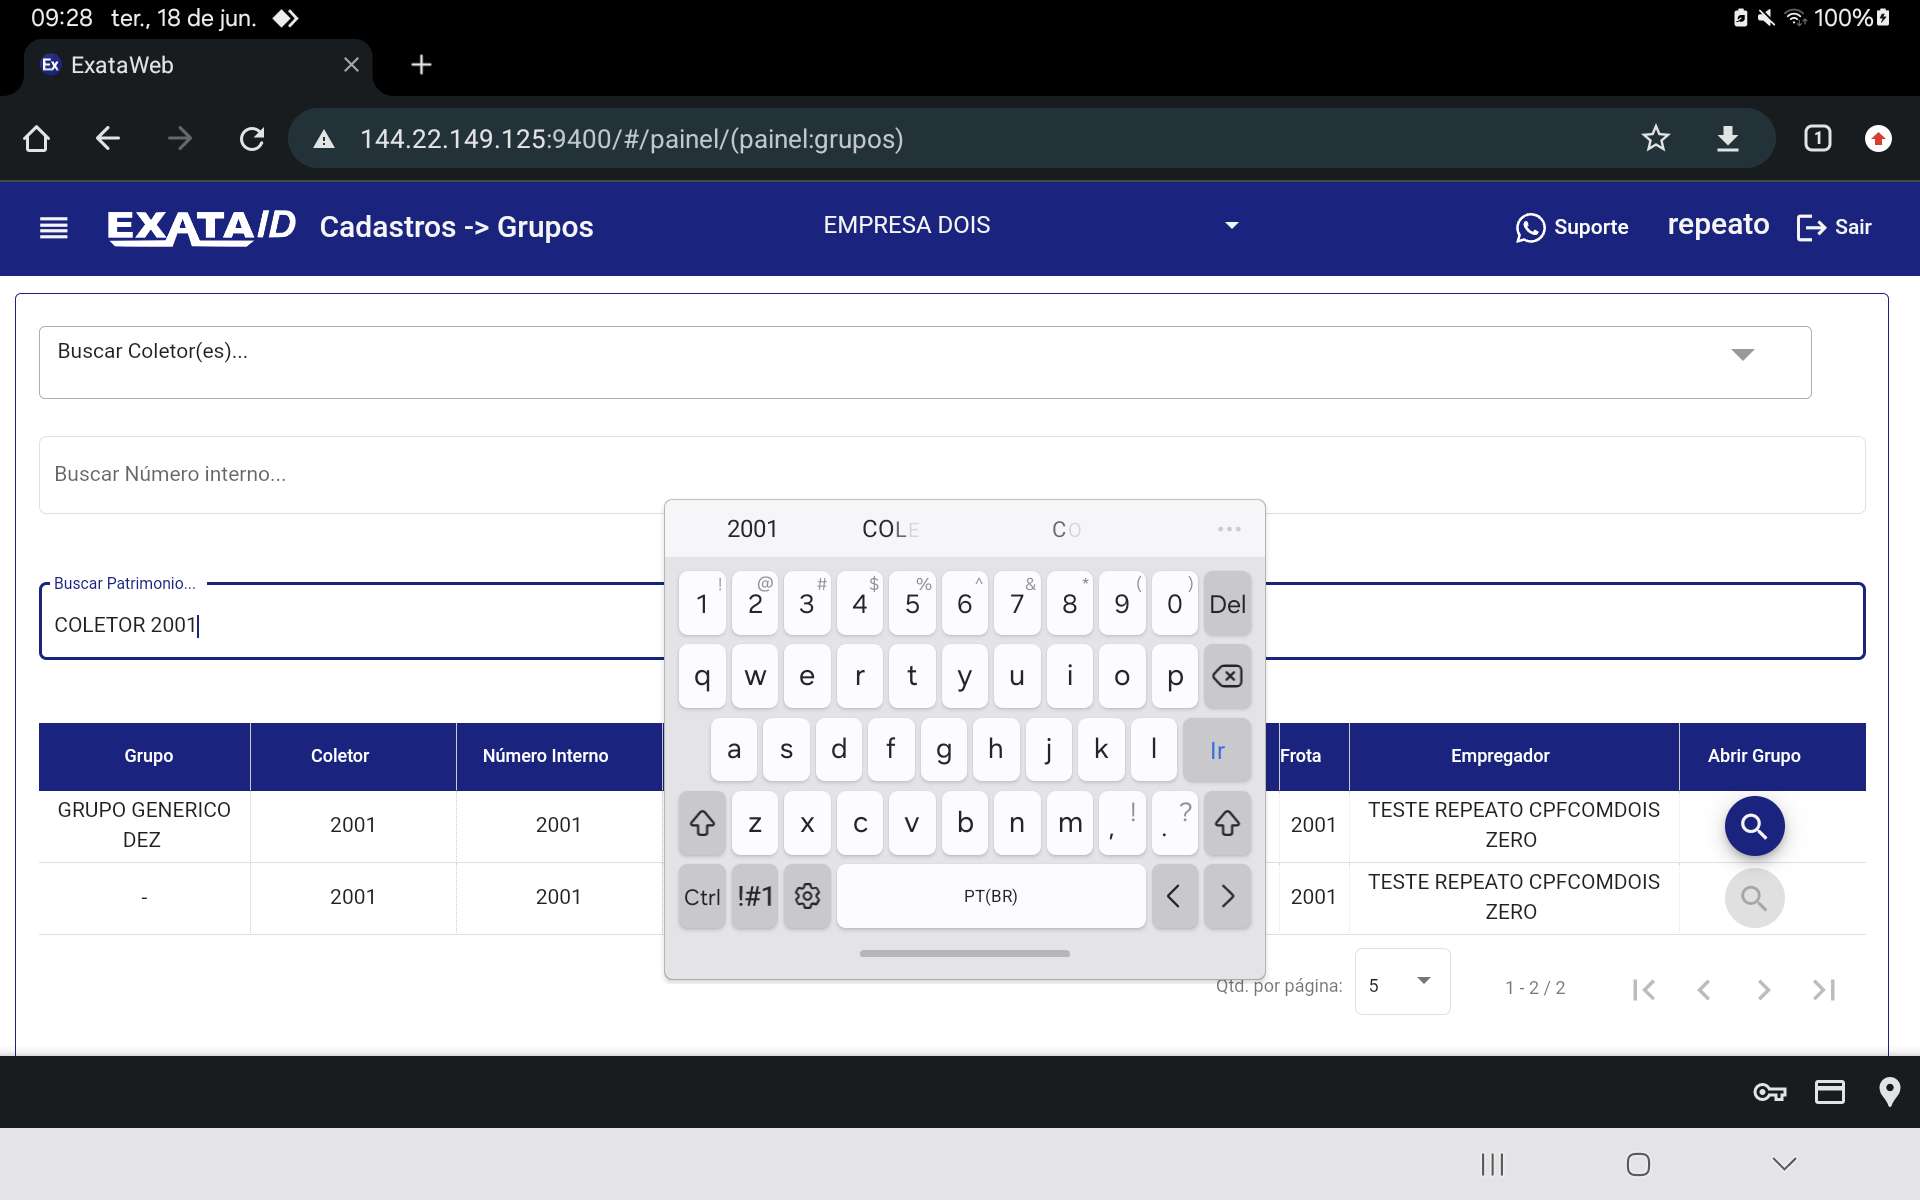 09:28 ter., 18 de jun.
100%
Ex ExataWeb
144.22.149.125:9400/#/painel/(painel:grupos)
1
EXATA/ID Cadastros -> Grupos
EMPRESA DOIS
Suporte
repeato
Sair
Buscar Coletor(es)...
Buscar Número interno...
Buscar Patrimonio...
COLETOR 2001
2001 COLE CO ...
! @ # $ % ^ & * ( )
1 2 3 4 5 6 7 8 9 0 Del
q w e r t y u i o p
a s d f g h j k l Ir
z x c v b n m , ! . ?
Ctrl !#1 PT(BR) < >
Grupo Coletor Número Interno Frota Empregador Abrir Grupo
GRUPO GENERICO DEZ 2001 2001 2001 TESTE REPEATO CPFCOMDOIS ZERO
- 2001 2001 2001 TESTE REPEATO CPFCOMDOIS ZERO
Qtd. por página: 5 1 - 2 / 2